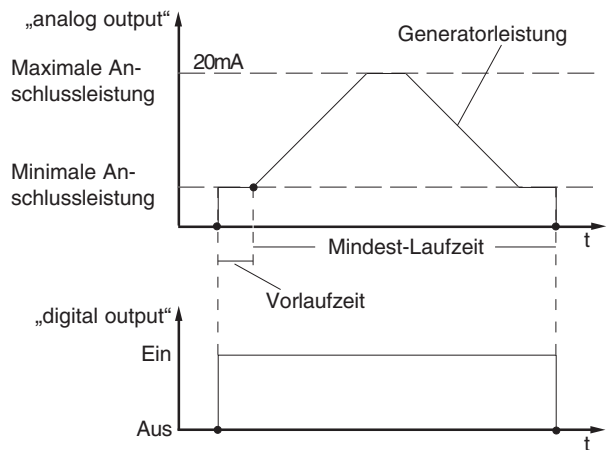 „analog output“
Generatorleistung
20mA
Maximale An-
schlussleistung
Minimale An-
schlussleistung
t
Mindest-Laufzeit
Vorlaufzeit
„digital output“
Ein
Aus
t